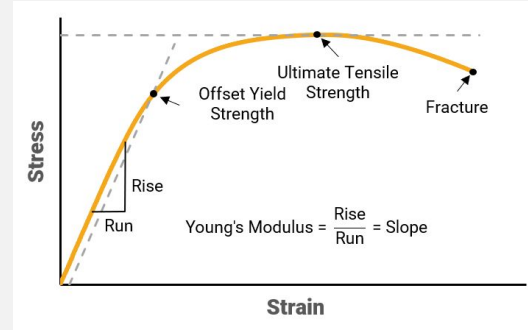 Ultimate Tensile
Strength
Offset Yield
Strength
Fracture
Stress
Rise
Run
Young's Modulus = Rise
Run = Slope
Strain